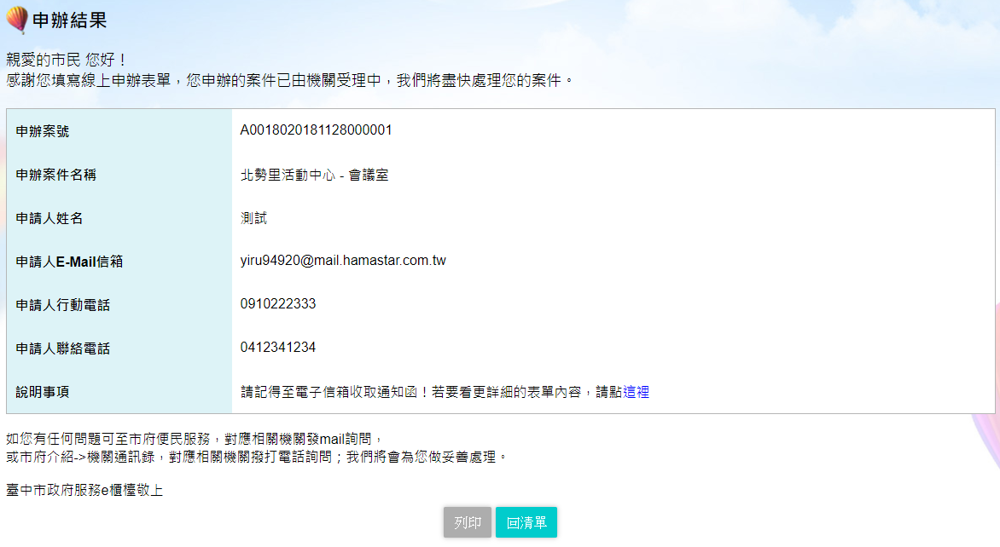 申辦結果
親愛的市民 您好！
感謝您填寫線上申辦表單，您申辦的案件已由機關受理中，我們將盡快處理您的案件。
申辦案號 A0018020181128000001
申辦案件名稱 北勢里活動中心 - 會議室
申請人姓名 測試
申請人E-Mail信箱 yiru94920@mail.hamastar.com.tw
申請人行動電話 0910222333
申請人聯絡電話 0412341234
說明事項 請記得至電子信箱收取通知函！若要看更詳細的表單內容，請點這裡
如您有任何問題可至市府便民服務，對應相關機關發mail詢問，
或市府介紹->機關通訊錄，對應相關機關撥打電話詢問；我們將會為您做妥善處理。
臺中市政府服務e櫃檯敬上
列印 回清單